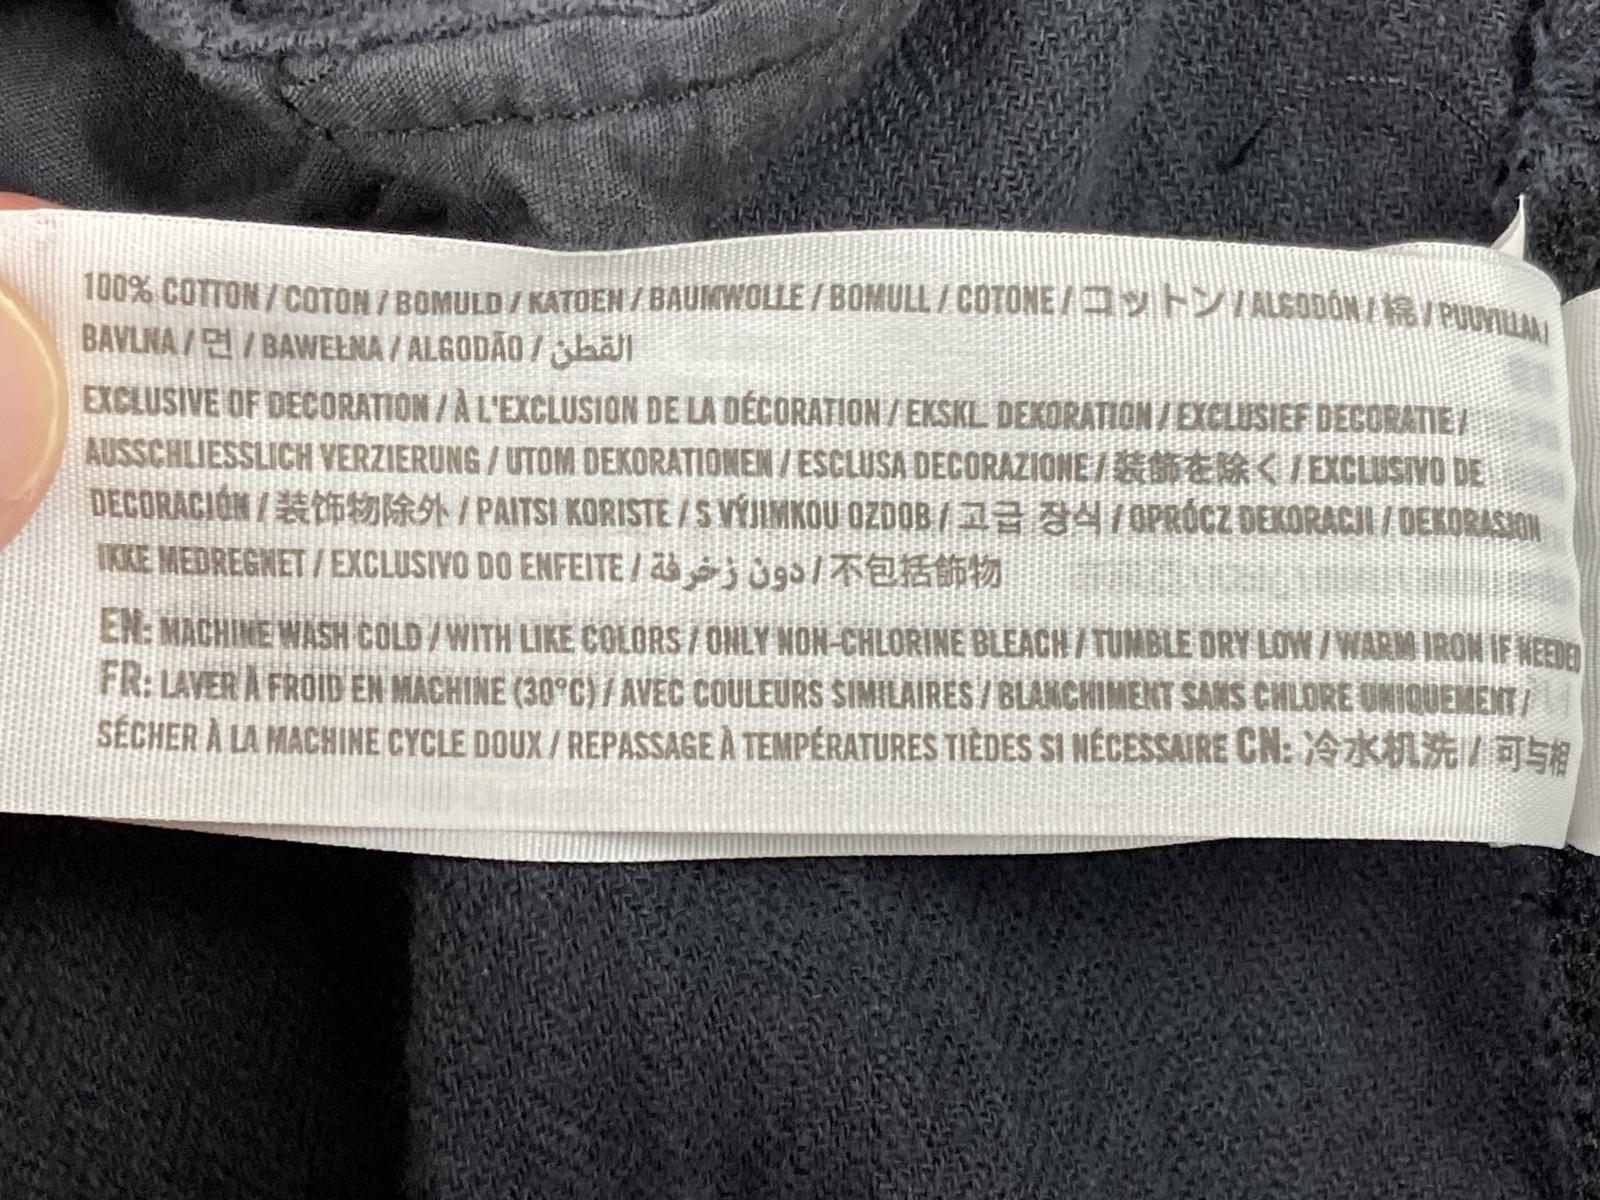 100% COTTON / COTON / BOMULD / KATOEN / BAUMWOLLE / BOMULL / COTONE / コットン / ALGODÓN / 棉 / PUUVILLAA /
BAVLNA / 면 / BAWEŁNA / ALGODÃO / القطن
EXCLUSIVE OF DECORATION / À L'EXCLUSION DE LA DÉCORATION / EKSKL. DEKORATION / EXCLUSIEF DECORATIE /
AUSSCHLIESSLICH VERZIERUNG / UTOM DEKORATIONEN / ESCLUSA DECORAZIONE / 装飾を除く / EXCLUSIVO DE
DECORACIÓN / 装饰物除外 / PAITSI KORISTE / S VÝJIMKOU OZDOB / 고급 장식 / OPRÓCZ DEKORACJI / DEKORASJON
IKKE MEDREGNET / EXCLUSIVO DO ENFEITE / دون زخرفة / 不包括飾物
EN: MACHINE WASH COLD / WITH LIKE COLORS / ONLY NON-CHLORINE BLEACH / TUMBLE DRY LOW / WARM IRON IF NEEDED
FR: LAVER À FROID EN MACHINE (30°C) / AVEC COULEURS SIMILAIRES / BLANCHIMENT SANS CHLORE UNIQUEMENT /
SÉCHER À LA MACHINE CYCLE DOUX / REPASSAGE À TEMPÉRATURES TIÈDES SI NÉCESSAIRE CN: 冷水机洗 / 可与相